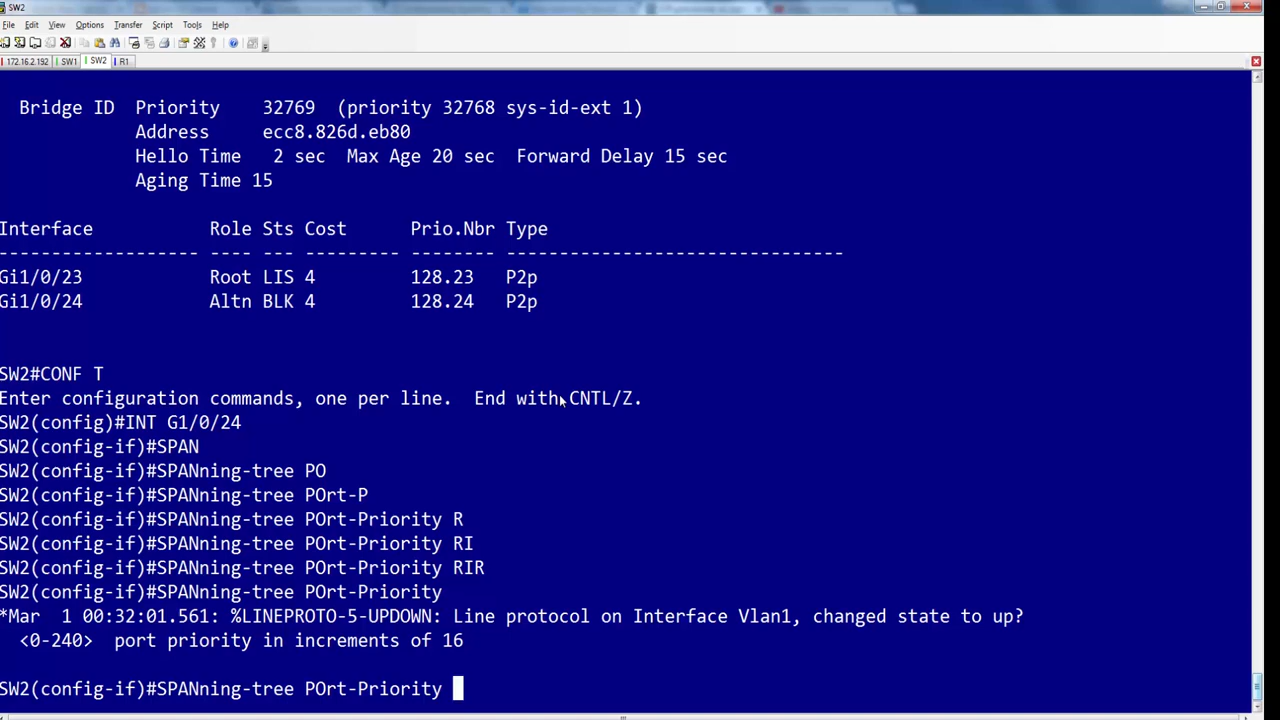 SW2
File Edit View Options Transfer Script Tools Help
172.16.2.192 SW1 SW2 R1
Bridge ID Priority 32769 (priority 32768 sys-id-ext 1)
Address ecc8.826d.eb80
Hello Time 2 sec Max Age 20 sec Forward Delay 15 sec
Aging Time 15
Interface Role Sts Cost Prio.Nbr Type
------------------- ---- --- --------- -------- --------------------------------
Gi1/0/23 Root LIS 4 128.23 P2p
Gi1/0/24 Altn BLK 4 128.24 P2p
SW2#CONF T
Enter configuration commands, one per line. End with CNTL/Z.
SW2(config)#INT G1/0/24
SW2(config-if)#SPAN
SW2(config-if)#SPANning-tree PO
SW2(config-if)#SPANning-tree POrt-P
SW2(config-if)#SPANning-tree POrt-Priority R
SW2(config-if)#SPANning-tree POrt-Priority RI
SW2(config-if)#SPANning-tree POrt-Priority RIR
SW2(config-if)#SPANning-tree POrt-Priority
*Mar 1 00:32:01.561: %LINEPROTO-5-UPDOWN: Line protocol on Interface Vlan1, changed state to up?
<0-240> port priority in increments of 16
SW2(config-if)#SPANning-tree POrt-Priority